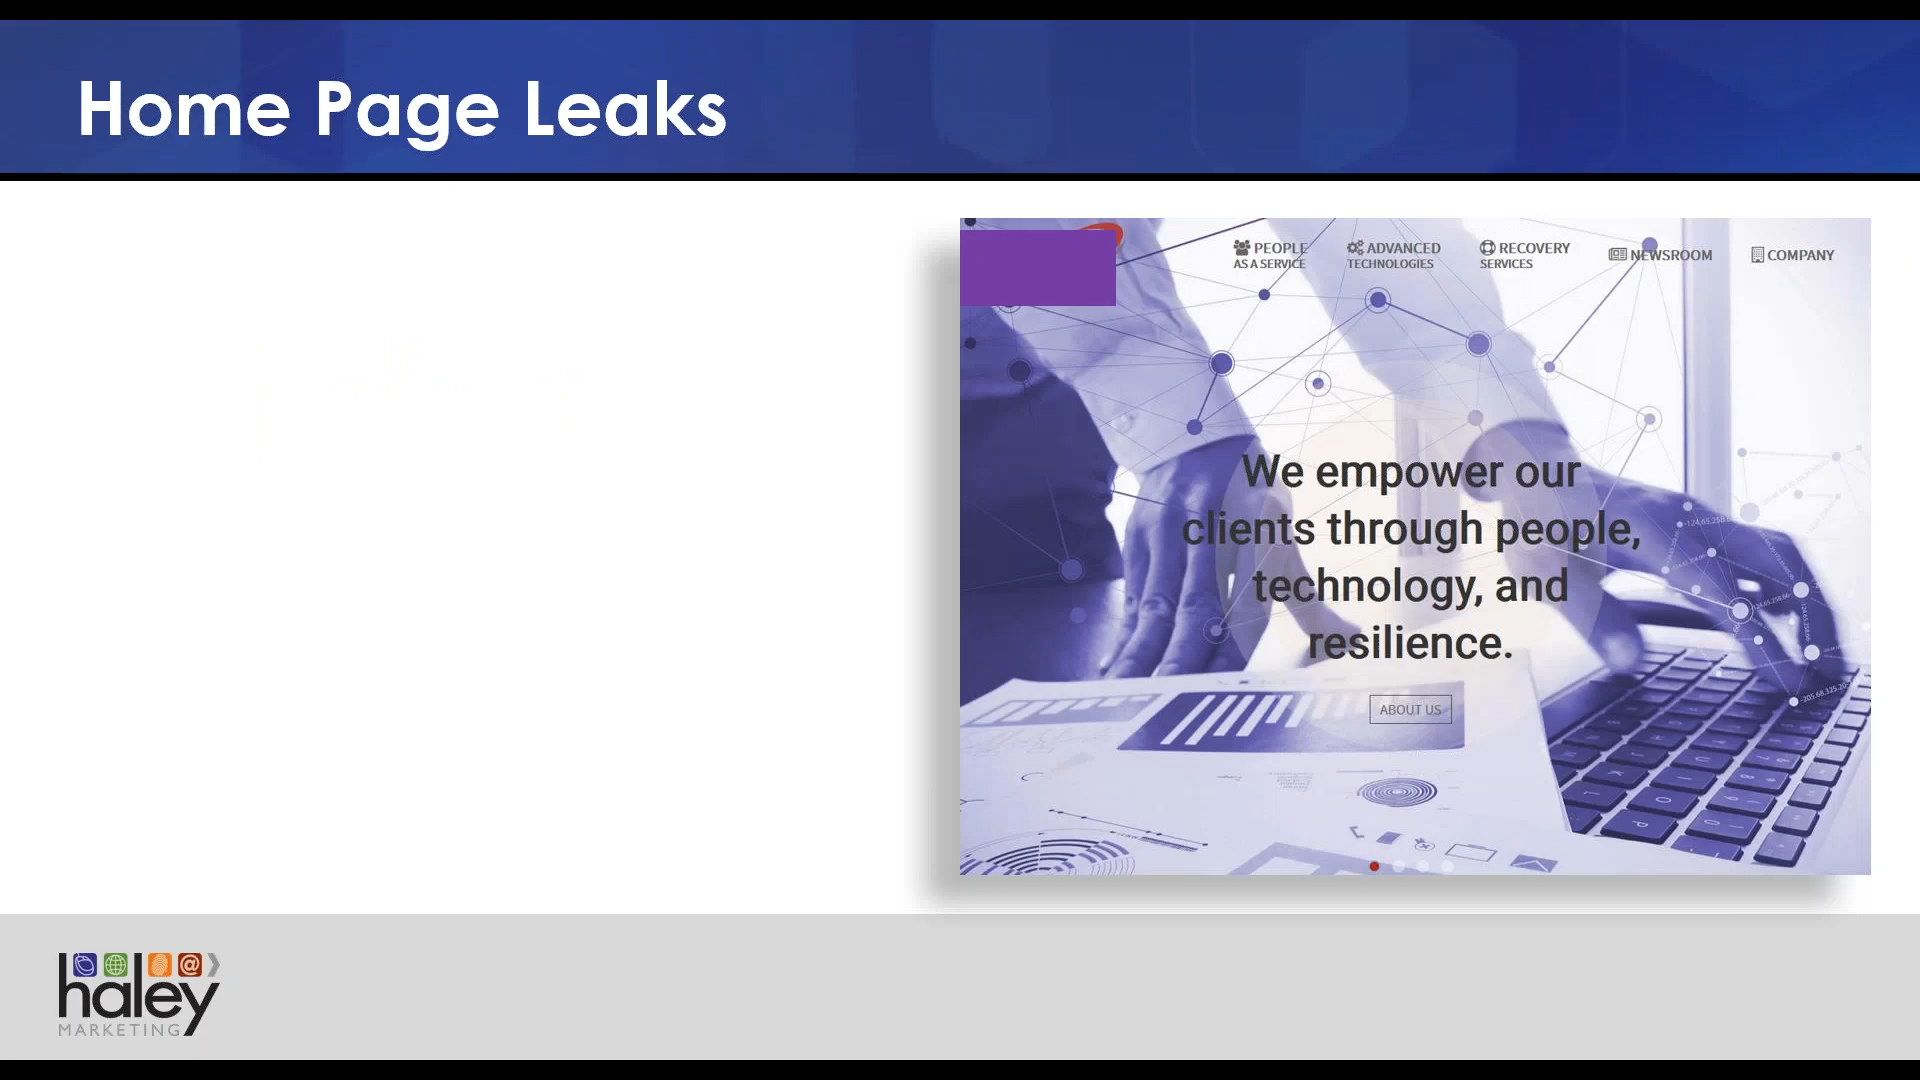 Home Page Leaks
PEOPLE
AS A SERVICE
ADVANCED
TECHNOLOGIES
RECOVERY
SERVICES
NEWSROOM
COMPANY
We empower our
clients through people,
technology, and
resilience.
ABOUT US
haley
MARKETING